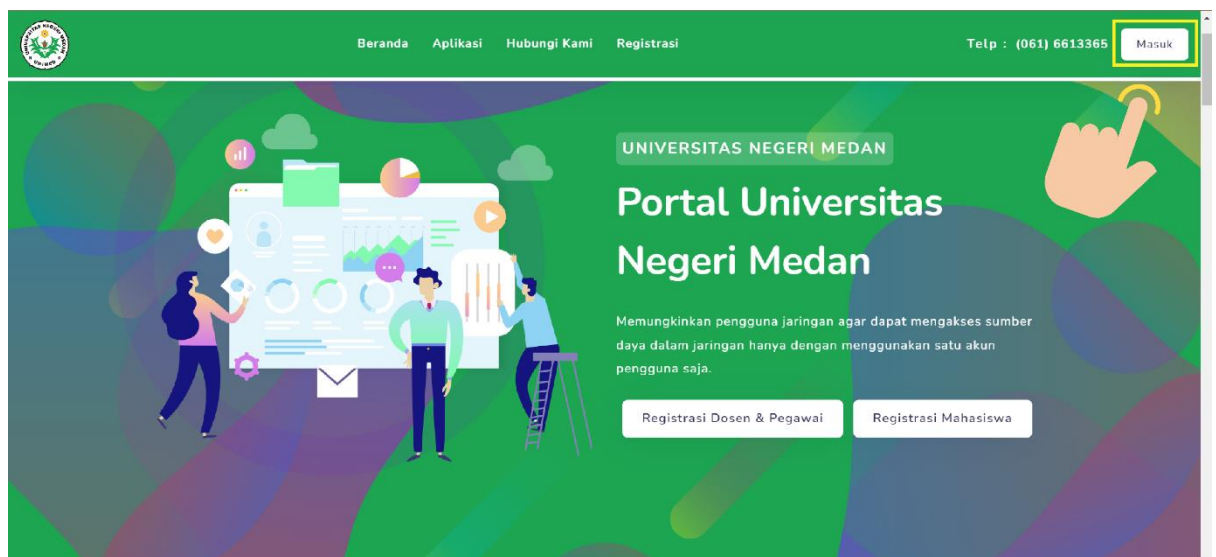 Beranda Aplikasi Hubungi Kami Registrasi Telp : (061) 6613365 Masuk
UNIVERSITAS NEGERI MEDAN
Portal Universitas
Negeri Medan
Memungkinkan pengguna jaringan agar dapat mengakses sumber
daya dalam jaringan hanya dengan menggunakan satu akun
pengguna saja.
Registrasi Dosen & Pegawai Registrasi Mahasiswa